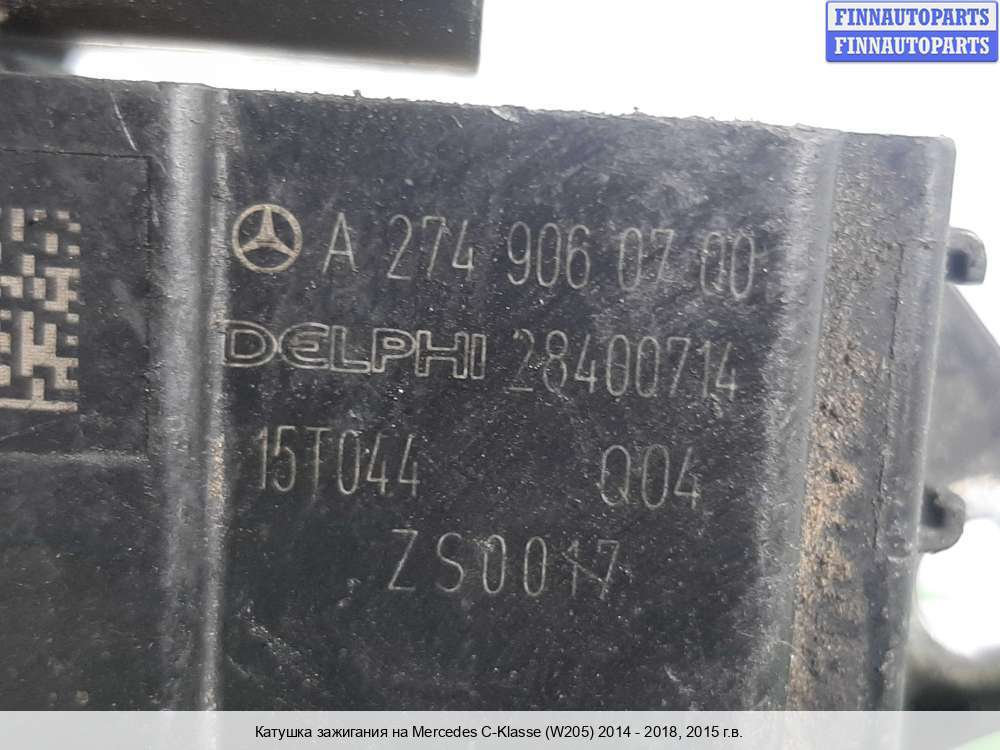 FINNAUTOPARTS
FINNAUTOPARTS
A 274 906 07 00
DELPHI 28400714
15T044 Q04
ZS0017
Катушка зажигания на Mercedes C-Klasse (W205) 2014 - 2018, 2015 г.в.